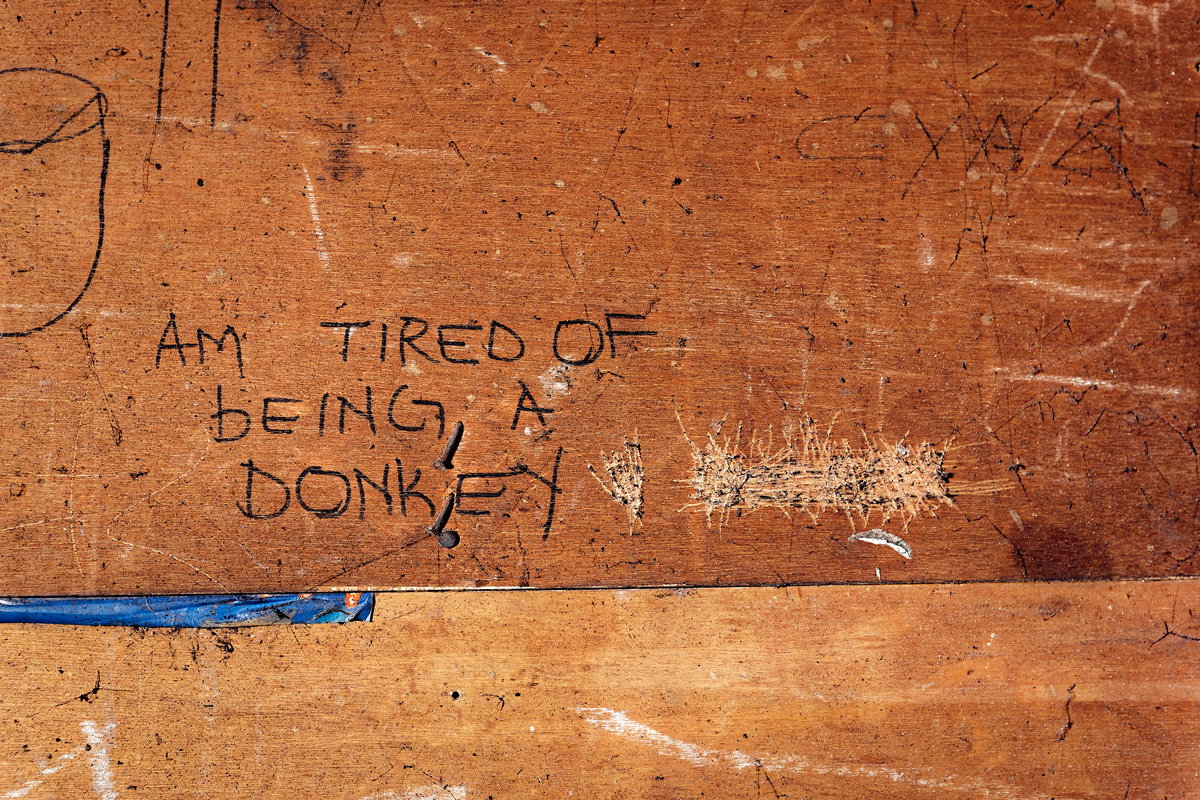 AM TIRED OF
bEING A
DONKEY